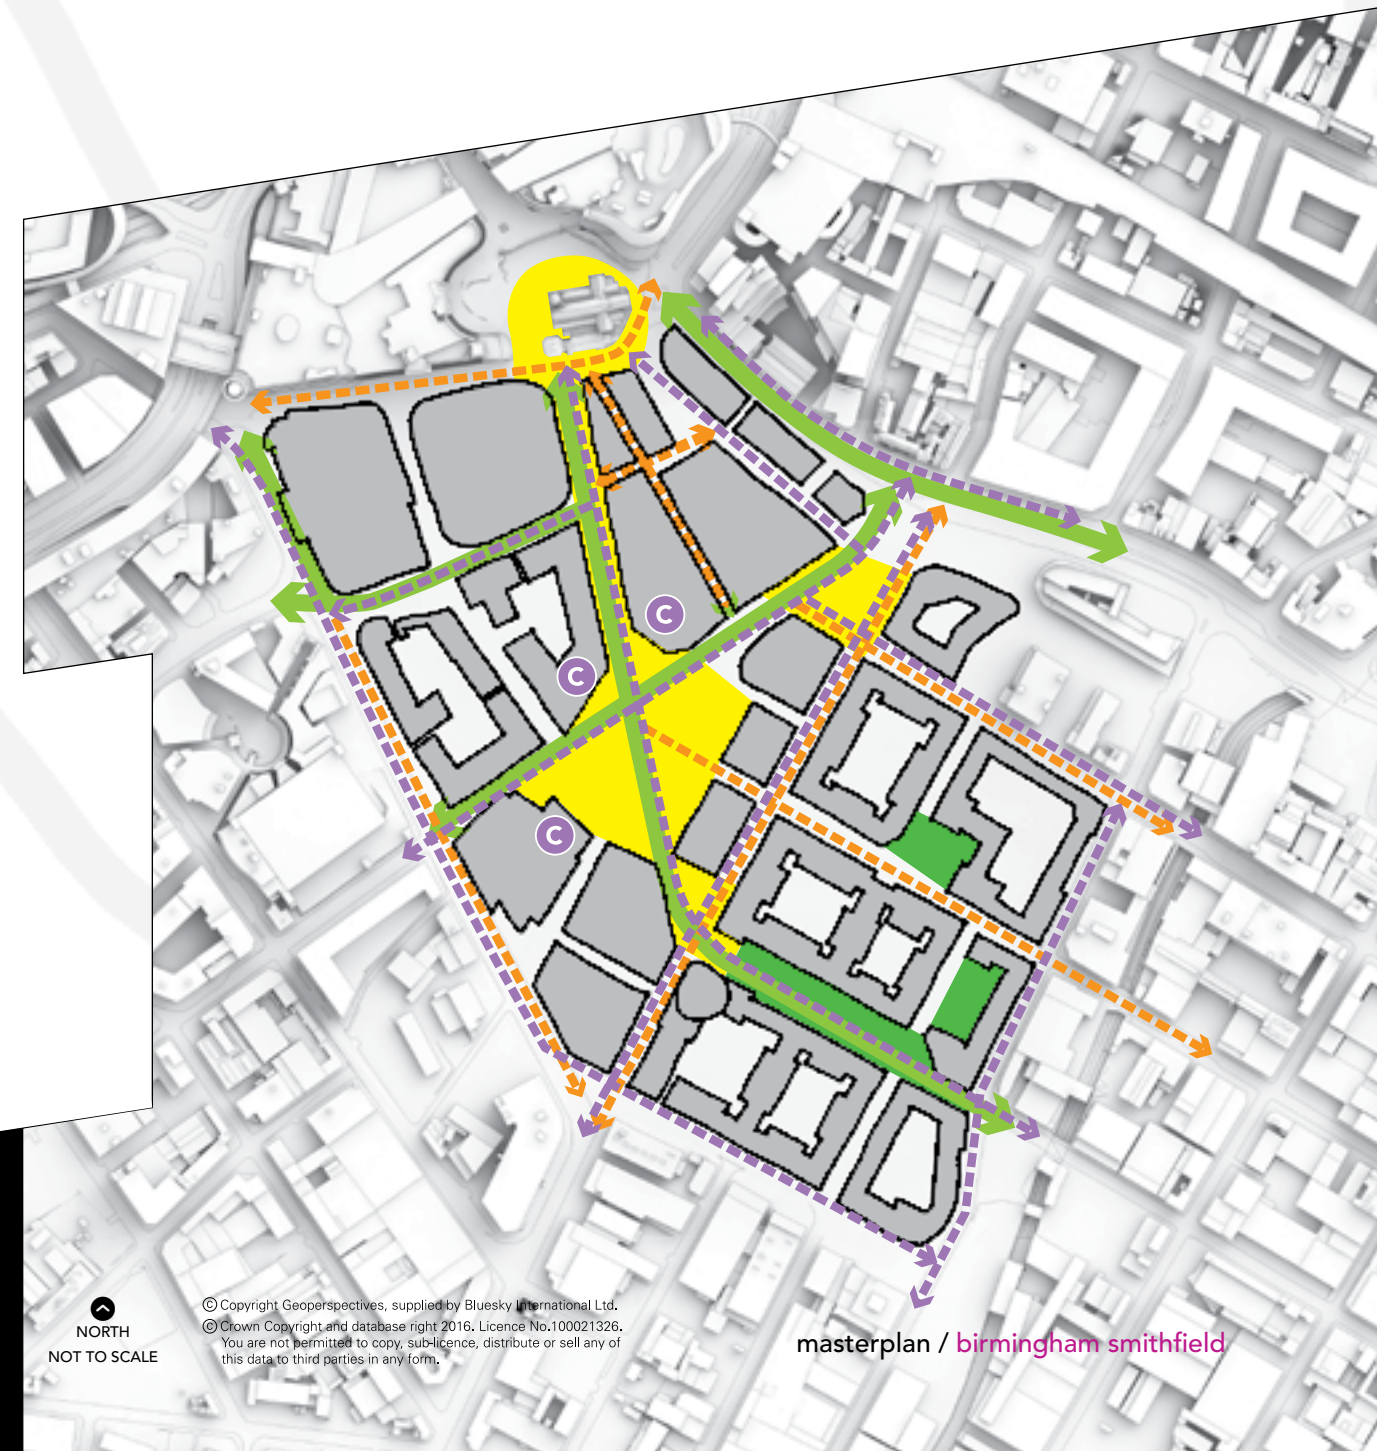 C
C
C
NORTH
NOT TO SCALE
© Copyright Geoperspectives, supplied by Bluesky International Ltd.
© Crown Copyright and database right 2016. Licence No.100021326.
You are not permitted to copy, sub-licence, distribute or sell any of
this data to third parties in any form.
masterplan / birmingham smithfield